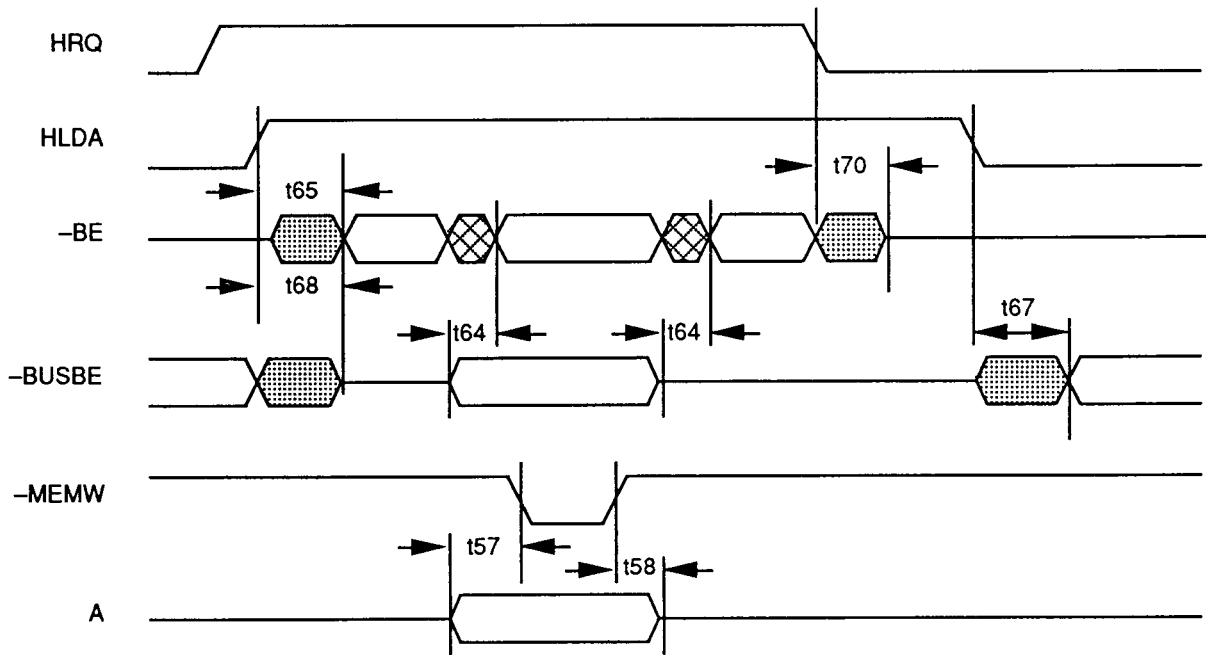 HRQ
HLDA
t65
t70
–BE
t68
t64
t64
t67
–BUSBE
–MEMW
t57
t58
A